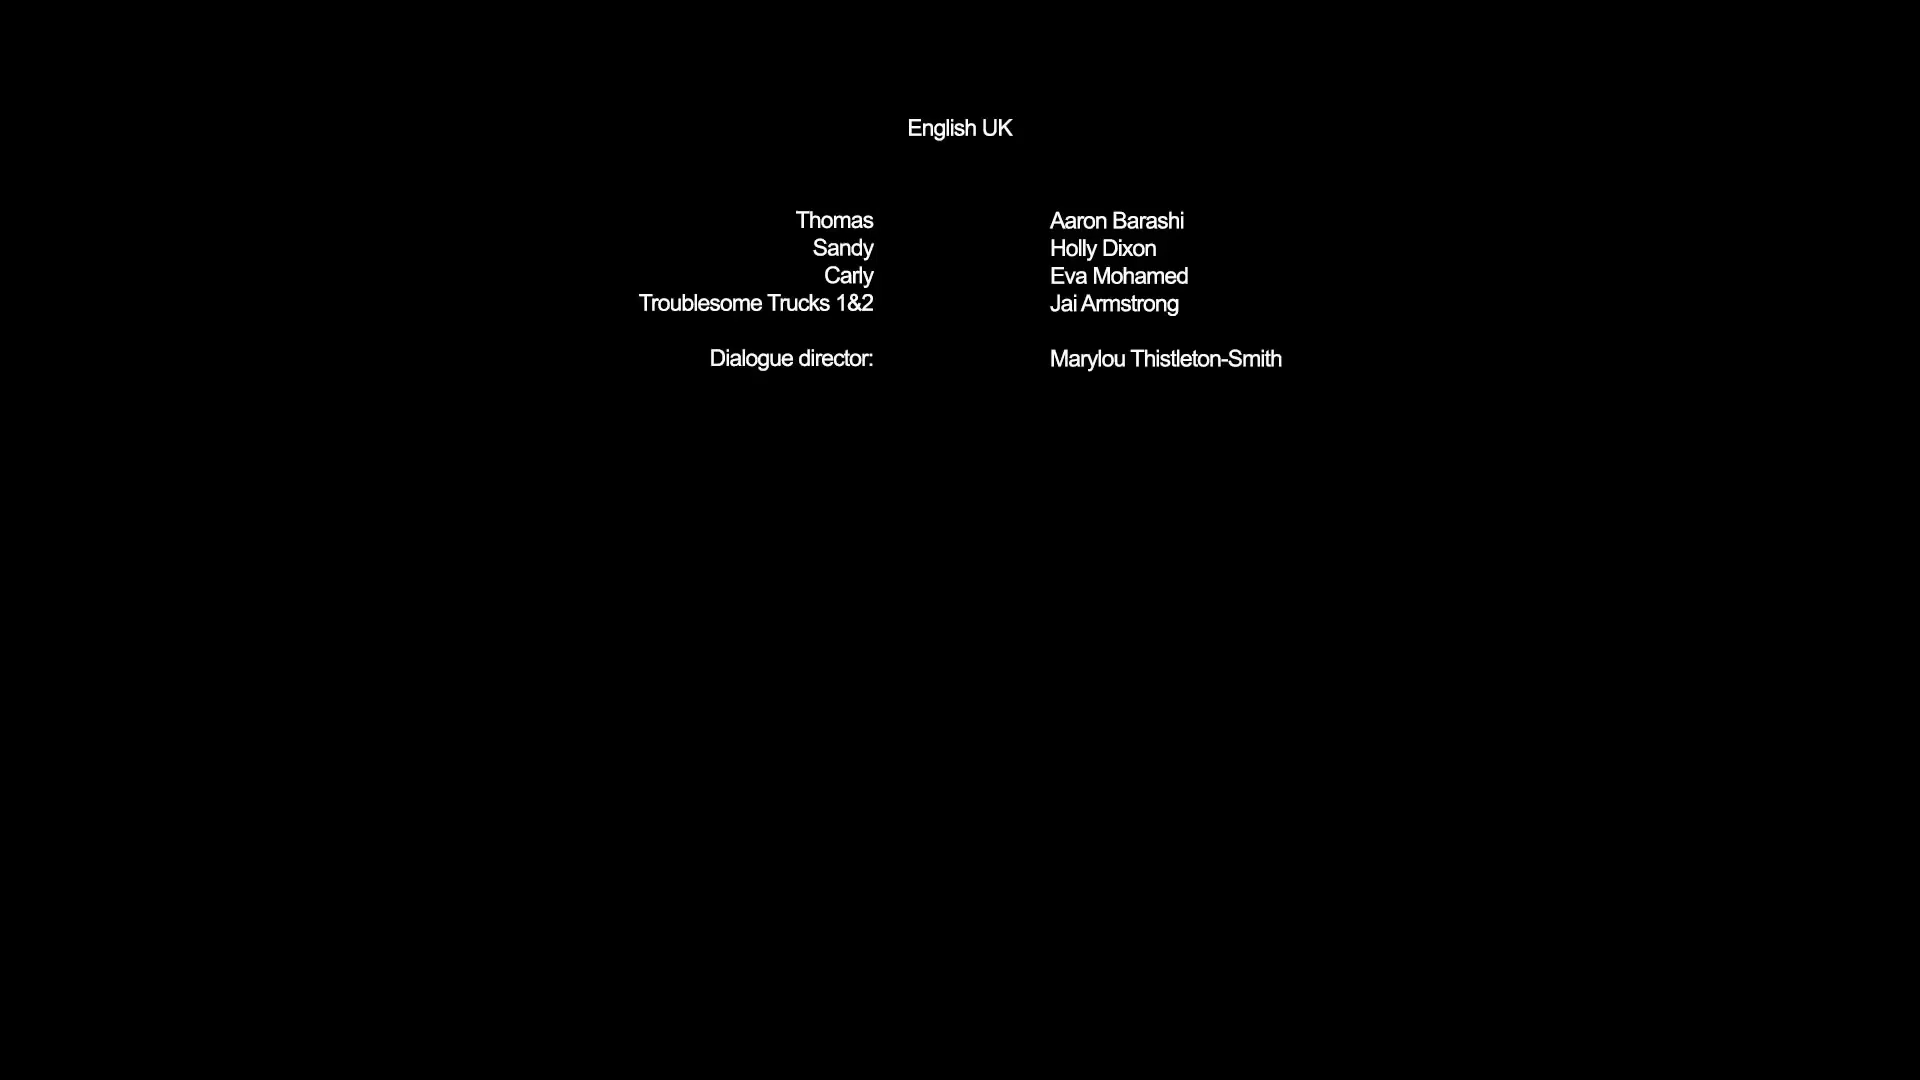 English UK
Thomas Aaron Barashi
Sandy Holly Dixon
Carly Eva Mohamed
Troublesome Trucks 1&2 Jai Armstrong
Dialogue director: Marylou Thistleton-Smith